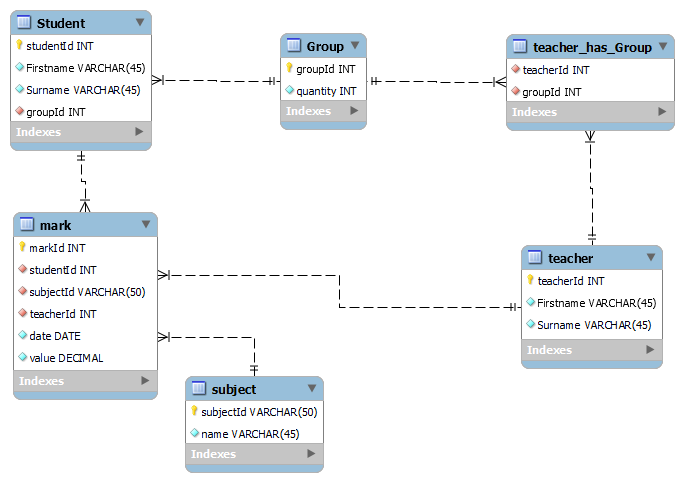 Student
studentId INT
Firstname VARCHAR(45)
Surname VARCHAR(45)
groupId INT
Indexes
Group
groupId INT
quantity INT
Indexes
teacher_has_Group
teacherId INT
groupId INT
Indexes
mark
markId INT
studentId INT
subjectId VARCHAR(50)
teacherId INT
date DATE
value DECIMAL
Indexes
teacher
teacherId INT
Firstname VARCHAR(45)
Surname VARCHAR(45)
Indexes
subject
subjectId VARCHAR(50)
name VARCHAR(45)
Indexes